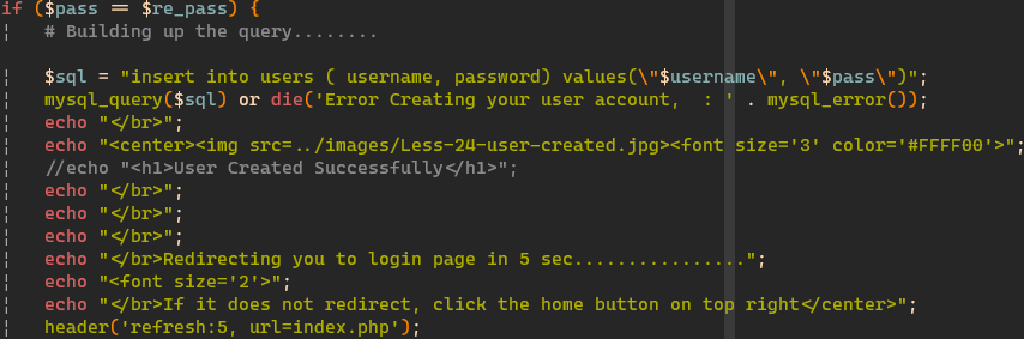 if ($pass == $re_pass) {
# Building up the query........
$sql = "insert into users ( username, password) values(\"$username\", \"$pass\")";
mysql_query($sql) or die('Error Creating your user account,  : ' . mysql_error());
echo "</br>";
echo "<center><img src=../images/Less-24-user-created.jpg><font size='3' color='#FFFF00'>";
//echo "<h1>User Created Successfully</h1>";
echo "</br>";
echo "</br>";
echo "</br>";
echo "</br>Redirecting you to login page in 5 sec................";
echo "<font size='2'>";
echo "</br>If it does not redirect, click the home button on top right</center>";
header('refresh:5, url=index.php');